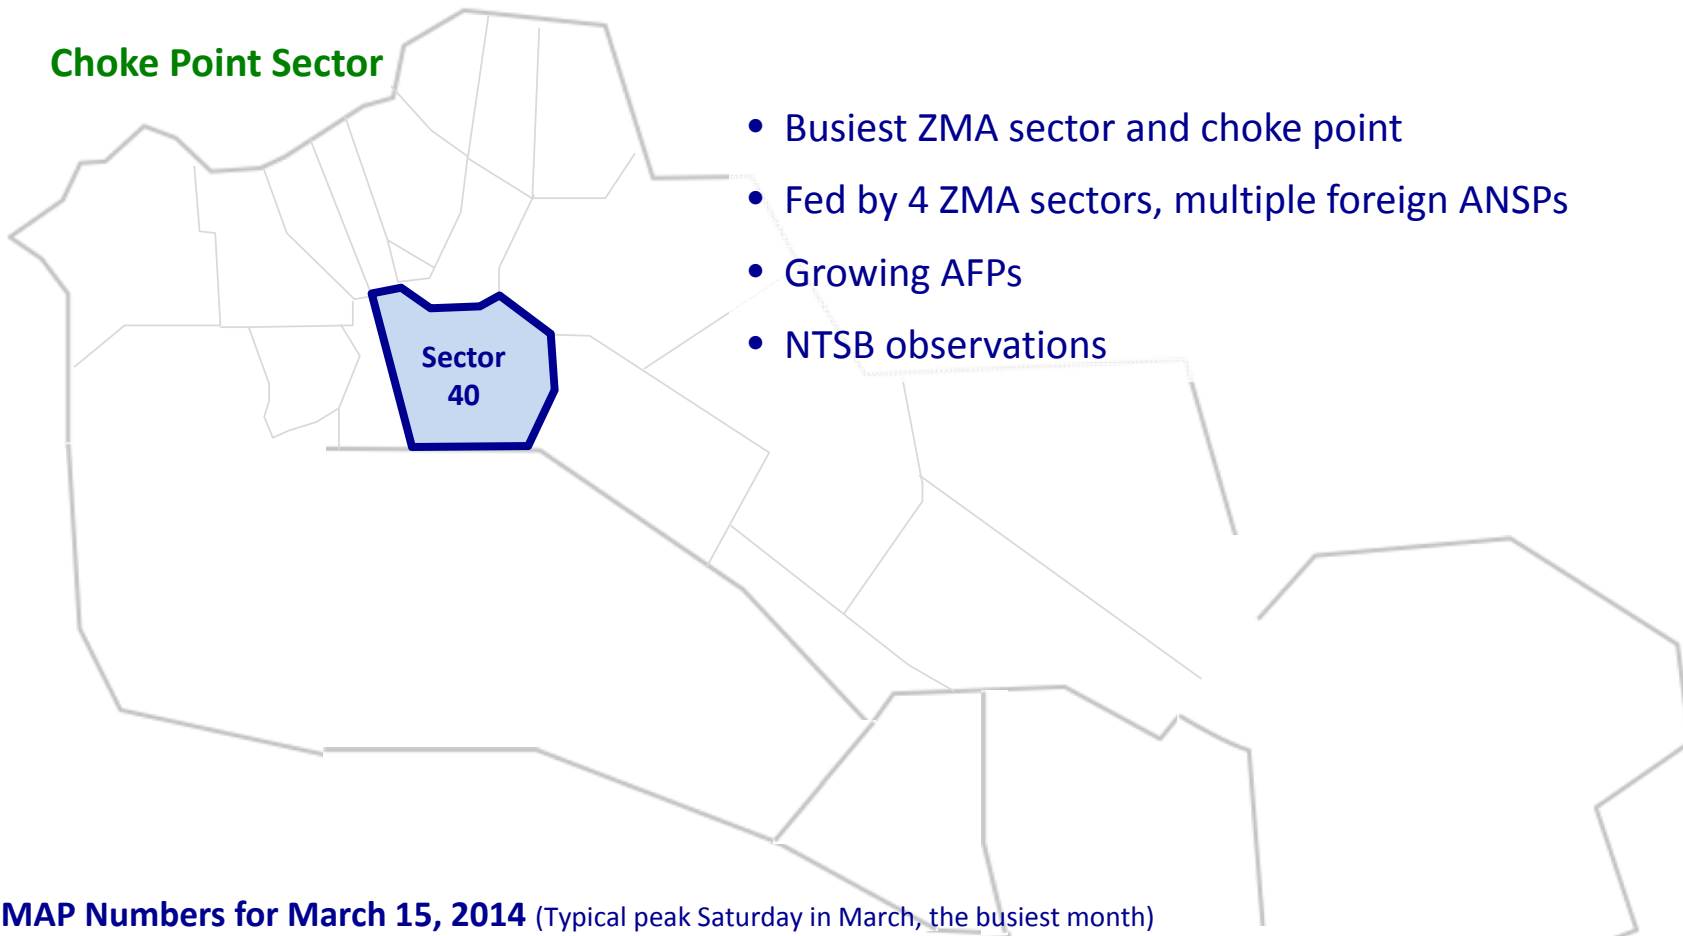 Choke Point Sector
• Busiest ZMA sector and choke point
• Fed by 4 ZMA sectors, multiple foreign ANSPs
• Growing AFPs
• NTSB observations
Sector
40
MAP Numbers for March 15, 2014 (Typical peak Saturday in March, the busiest month)